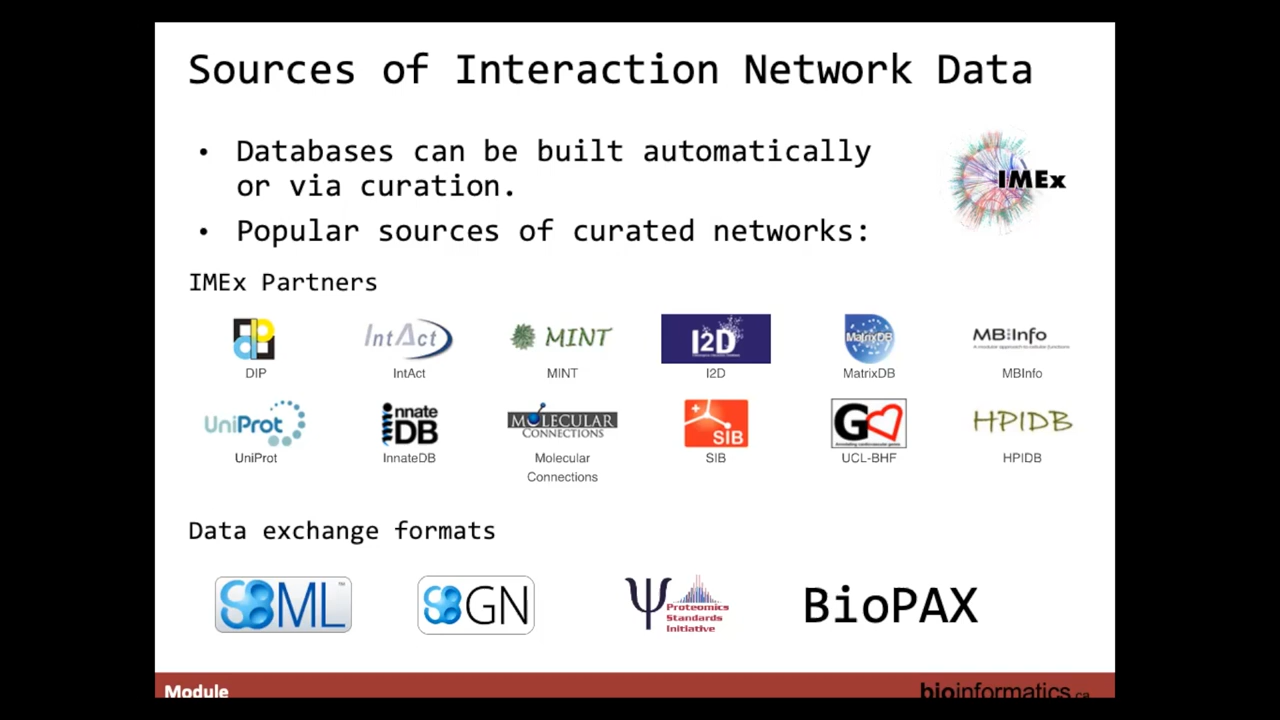 Sources of Interaction Network Data
• Databases can be built automatically
or via curation.
IMEx
• Popular sources of curated networks:
IMEx Partners
IntAct MINT I2D MatrixDB MBInfo
DIP IntAct MINT I2D MatrixDB MBInfo
UniProt InnateDB MOLECULAR CONNECTIONS SIB G HPIDB
UniProt InnateDB Molecular SIB UCL-BHF HPIDB
Connections
Data exchange formats
SBML™ SBGN Ψ Proteomics Standards Initiative BioPAX
Module bioinformatics.ca